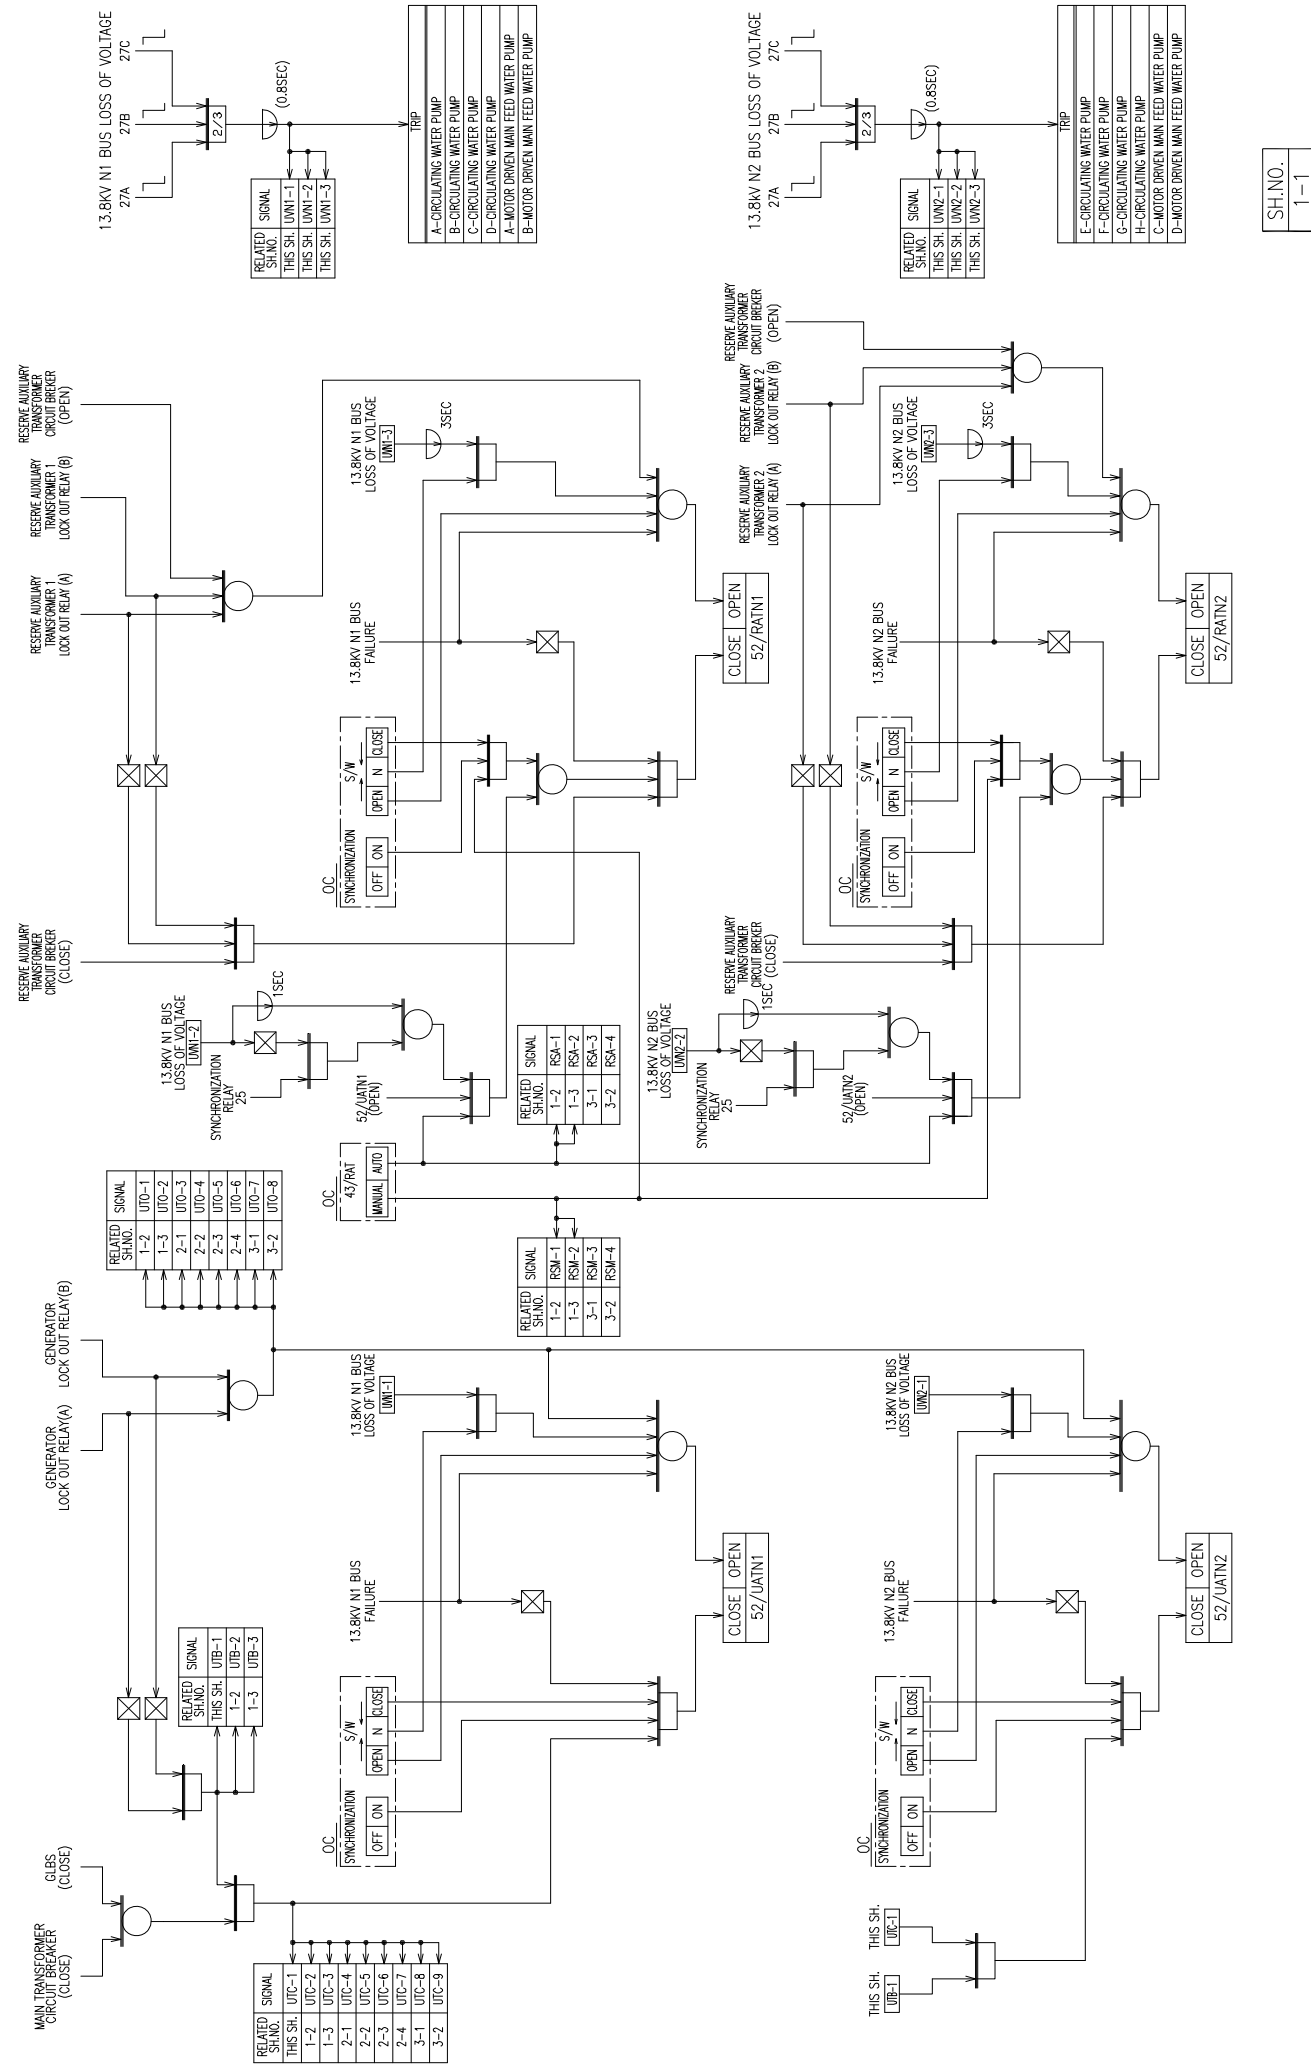 MAIN TRANSFORMER
CIRCUIT BREAKER
(CLOSE)
GLBS
(CLOSE)
GENERATOR
LOCK OUT RELAY(A)
GENERATOR
LOCK OUT RELAY(B)
RELATED
SH.NO.
SIGNAL
THIS SH. UTC-1
1-2 UTC-2
1-3 UTC-3
2-1 UTC-4
2-2 UTC-5
2-3 UTC-6
2-4 UTC-7
3-1 UTC-8
3-2 UTC-9
RELATED
SH.NO.
SIGNAL
THIS SH. UTB-1
1-2 UTB-2
1-3 UTB-3
RELATED
SH.NO.
SIGNAL
1-2 UTO-1
1-3 UTO-2
2-1 UTO-3
2-2 UTO-4
2-3 UTO-5
2-4 UTO-6
3-1 UTO-7
3-2 UTO-8
OC
SYNCHRONIZATION
OFF ON
S/W
OPEN N CLOSE
13.8KV N1 BUS
FAILURE
13.8KV N1 BUS
LOSS OF VOLTAGE
UVN1-1
CLOSE OPEN
52/UATN1
THIS SH.
UTB-1
THIS SH.
UTC-1
OC
SYNCHRONIZATION
OFF ON
S/W
OPEN N CLOSE
13.8KV N2 BUS
FAILURE
13.8KV N2 BUS
LOSS OF VOLTAGE
UVN2-1
CLOSE OPEN
52/UATN2
SYNCHRONIZATION
RELAY
25
13.8KV N1 BUS
LOSS OF VOLTAGE
UVN1-2
1SEC
52/UATN1
(OPEN)
OC
43/RAT
MANUAL AUTO
RELATED
SH.NO.
SIGNAL
1-2 RSM-1
1-3 RSM-2
3-1 RSM-3
3-2 RSM-4
RELATED
SH.NO.
SIGNAL
1-2 RSA-1
1-3 RSA-2
3-1 RSA-3
3-2 RSA-4
SYNCHRONIZATION
RELAY
25
13.8KV N2 BUS
LOSS OF VOLTAGE
UVN2-2
1SEC
52/UATN2
(OPEN)
RESERVE AUXILIARY
TRANSFORMER
CIRCUIT BREKER
(CLOSE)
RESERVE AUXILIARY
TRANSFORMER 1
LOCK OUT RELAY (A)
RESERVE AUXILIARY
TRANSFORMER 1
LOCK OUT RELAY (B)
RESERVE AUXILIARY
TRANSFORMER
CIRCUIT BREKER
(OPEN)
OC
SYNCHRONIZATION
OFF ON
S/W
OPEN N CLOSE
13.8KV N1 BUS
FAILURE
13.8KV N1 BUS
LOSS OF VOLTAGE
UVN1-3
3SEC
CLOSE OPEN
52/RATN1
RESERVE AUXILIARY
TRANSFORMER
CIRCUIT BREKER
(CLOSE)
RESERVE AUXILIARY
TRANSFORMER 2
LOCK OUT RELAY (A)
RESERVE AUXILIARY
TRANSFORMER 2
LOCK OUT RELAY (B)
RESERVE AUXILIARY
TRANSFORMER
CIRCUIT BREKER
(OPEN)
OC
SYNCHRONIZATION
OFF ON
S/W
OPEN N CLOSE
13.8KV N2 BUS
FAILURE
13.8KV N2 BUS
LOSS OF VOLTAGE
UVN2-3
3SEC
CLOSE OPEN
52/RATN2
13.8KV N1 BUS LOSS OF VOLTAGE
27A 27B 27C
2/3
(0.8SEC)
RELATED
SH.NO.
SIGNAL
THIS SH. UVN1-1
THIS SH. UVN1-2
THIS SH. UVN1-3
TRIP
A-CIRCULATING WATER PUMP
B-CIRCULATING WATER PUMP
C-CIRCULATING WATER PUMP
D-CIRCULATING WATER PUMP
A-MOTOR DRIVEN MAIN FEED WATER PUMP
B-MOTOR DRIVEN MAIN FEED WATER PUMP
13.8KV N2 BUS LOSS OF VOLTAGE
27A 27B 27C
2/3
(0.8SEC)
RELATED
SH.NO.
SIGNAL
THIS SH. UVN2-1
THIS SH. UVN2-2
THIS SH. UVN2-3
TRIP
E-CIRCULATING WATER PUMP
F-CIRCULATING WATER PUMP
G-CIRCULATING WATER PUMP
H-CIRCULATING WATER PUMP
C-MOTOR DRIVEN MAIN FEED WATER PUMP
D-MOTOR DRIVEN MAIN FEED WATER PUMP
SH.NO.
1-1